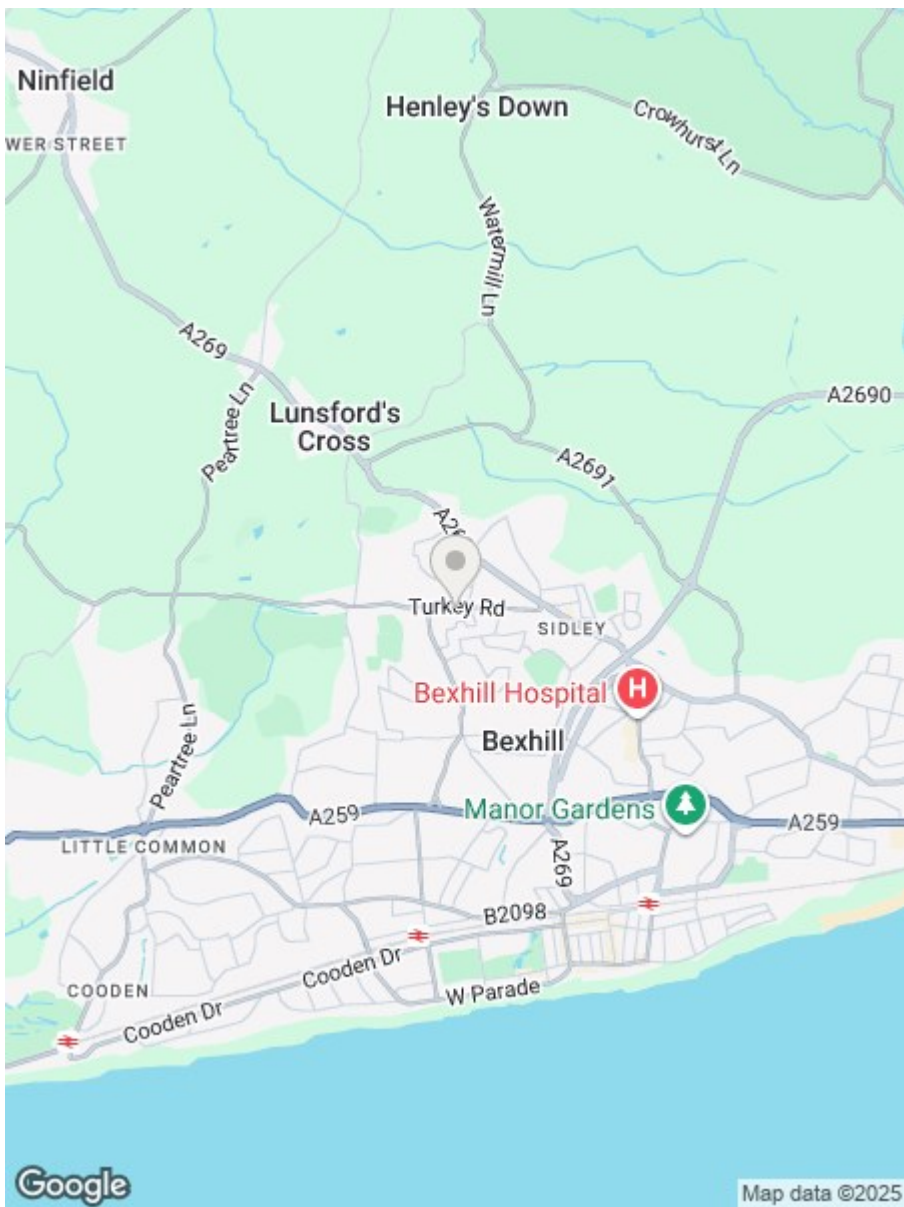 Ninfield
WER STREET
Henley's Down
Crowhurst Ln
Watermill Ln
A269
Peartree Ln
Lunsford's
Cross
A2690
A2691
A26
Turkey Rd
SIDLEY
Bexhill Hospital
H
Bexhill
Peartree Ln
Manor Gardens
A259
A259
LITTLE COMMON
A269
B2098
Cooden Dr
W Parade
COODEN
Cooden Dr
Google
Map data ©2025